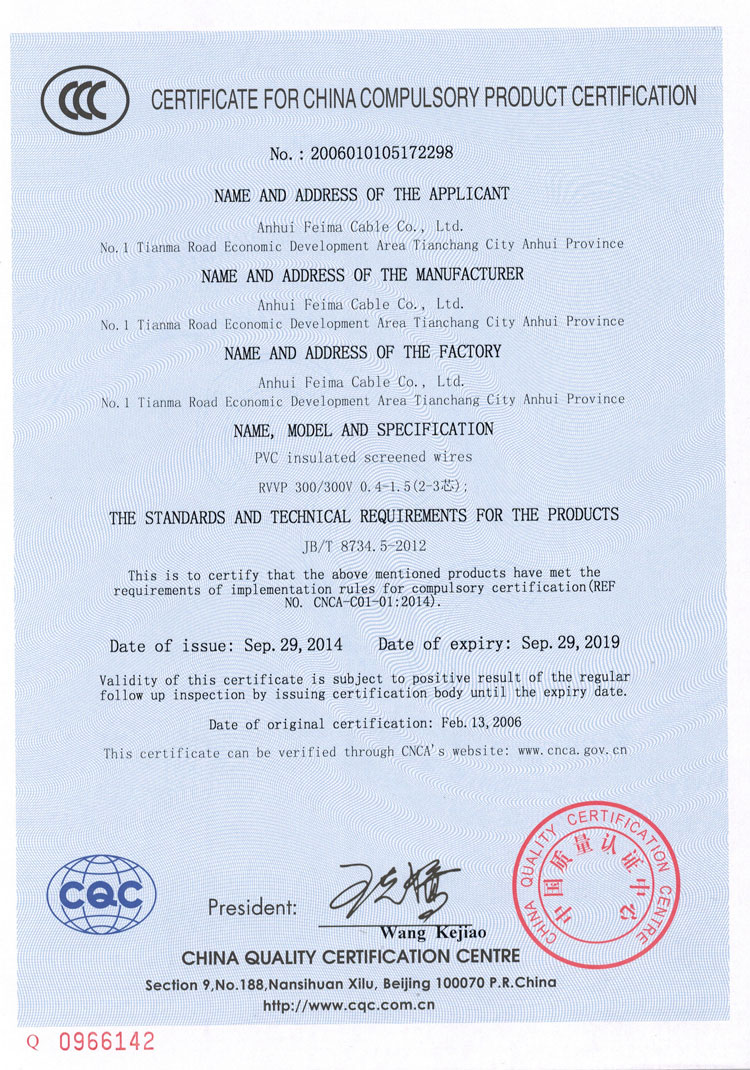 CCC
CERTIFICATE FOR CHINA COMPULSORY PRODUCT CERTIFICATION
No. : 2006010105172298
NAME AND ADDRESS OF THE APPLICANT
Anhui Feima Cable Co., Ltd.
No.1 Tianma Road Economic Development Area Tianchang City Anhui Province
NAME AND ADDRESS OF THE MANUFACTURER
Anhui Feima Cable Co., Ltd.
No.1 Tianma Road Economic Development Area Tianchang City Anhui Province
NAME AND ADDRESS OF THE FACTORY
Anhui Feima Cable Co., Ltd.
No.1 Tianma Road Economic Development Area Tianchang City Anhui Province
NAME, MODEL AND SPECIFICATION
PVC insulated screened wires
RVVP 300/300V 0.4-1.5(2-3芯);
THE STANDARDS AND TECHNICAL REQUIREMENTS FOR THE PRODUCTS
JB/T 8734.5-2012
This is to certify that the above mentioned products have met the
requirements of implementation rules for compulsory certification(REF
NO. CNCA-C01-01:2014).
Date of issue: Sep.29,2014 Date of expiry: Sep.29,2019
Validity of this certificate is subject to positive result of the regular
follow up inspection by issuing certification body until the expiry date.
Date of original certification: Feb.13,2006
This certificate can be verified through CNCA's website: www.cnca.gov.cn
CQC
President:
王克娇
Wang Kejiao
CHINA QUALITY CERTIFICATION CENTRE
中国质量认证中心
CHINA QUALITY CERTIFICATION CENTRE
Section 9,No.188,Nansihuan Xilu, Beijing 100070 P.R.China
http://www.cqc.com.cn
Q 0966142